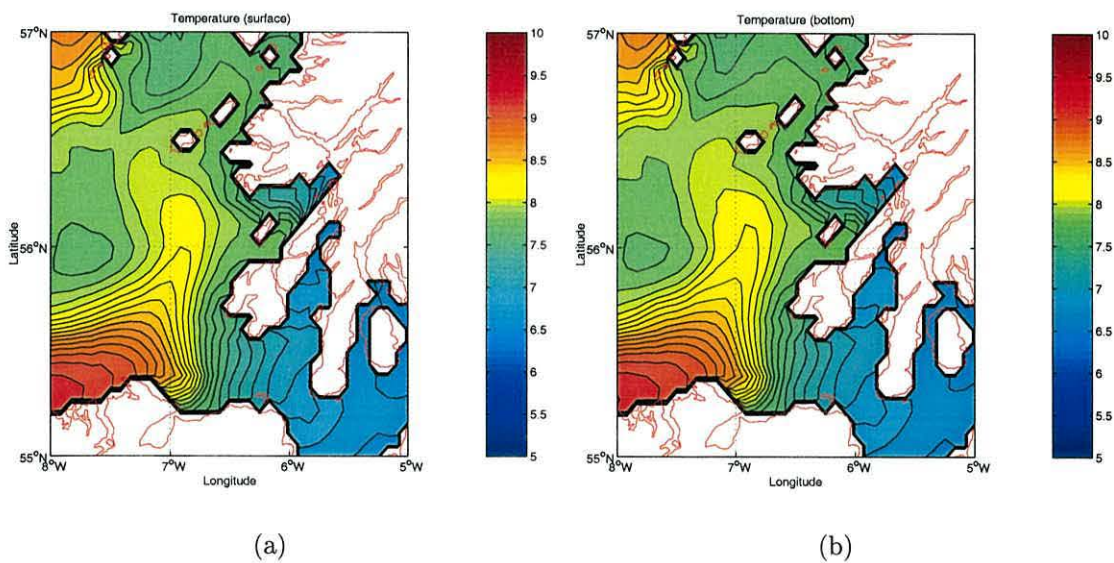 Temperature (surface)
57°N
56°N
55°N
Latitude
8°W
7°W
6°W
5°W
Longitude
10
9.5
9
8.5
8
7.5
7
6.5
6
5.5
5
(a)
Temperature (bottom)
57°N
56°N
55°N
Latitude
8°W
7°W
6°W
5°W
Longitude
10
9.5
9
8.5
8
7.5
7
6.5
6
5.5
5
(b)